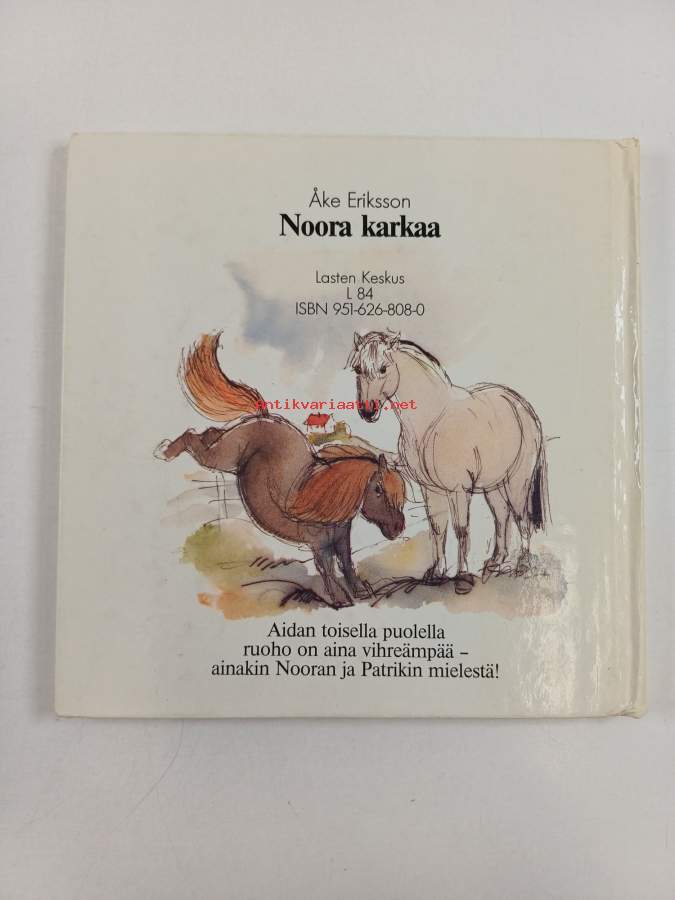 Åke Eriksson
Noora karkaa
Lasten Keskus
L 84
ISBN 951-626-808-0
antikvariaatti.net
Aidan toisella puolella
ruoho on aina vihreämpää –
ainakin Nooran ja Patrikin mielestä!